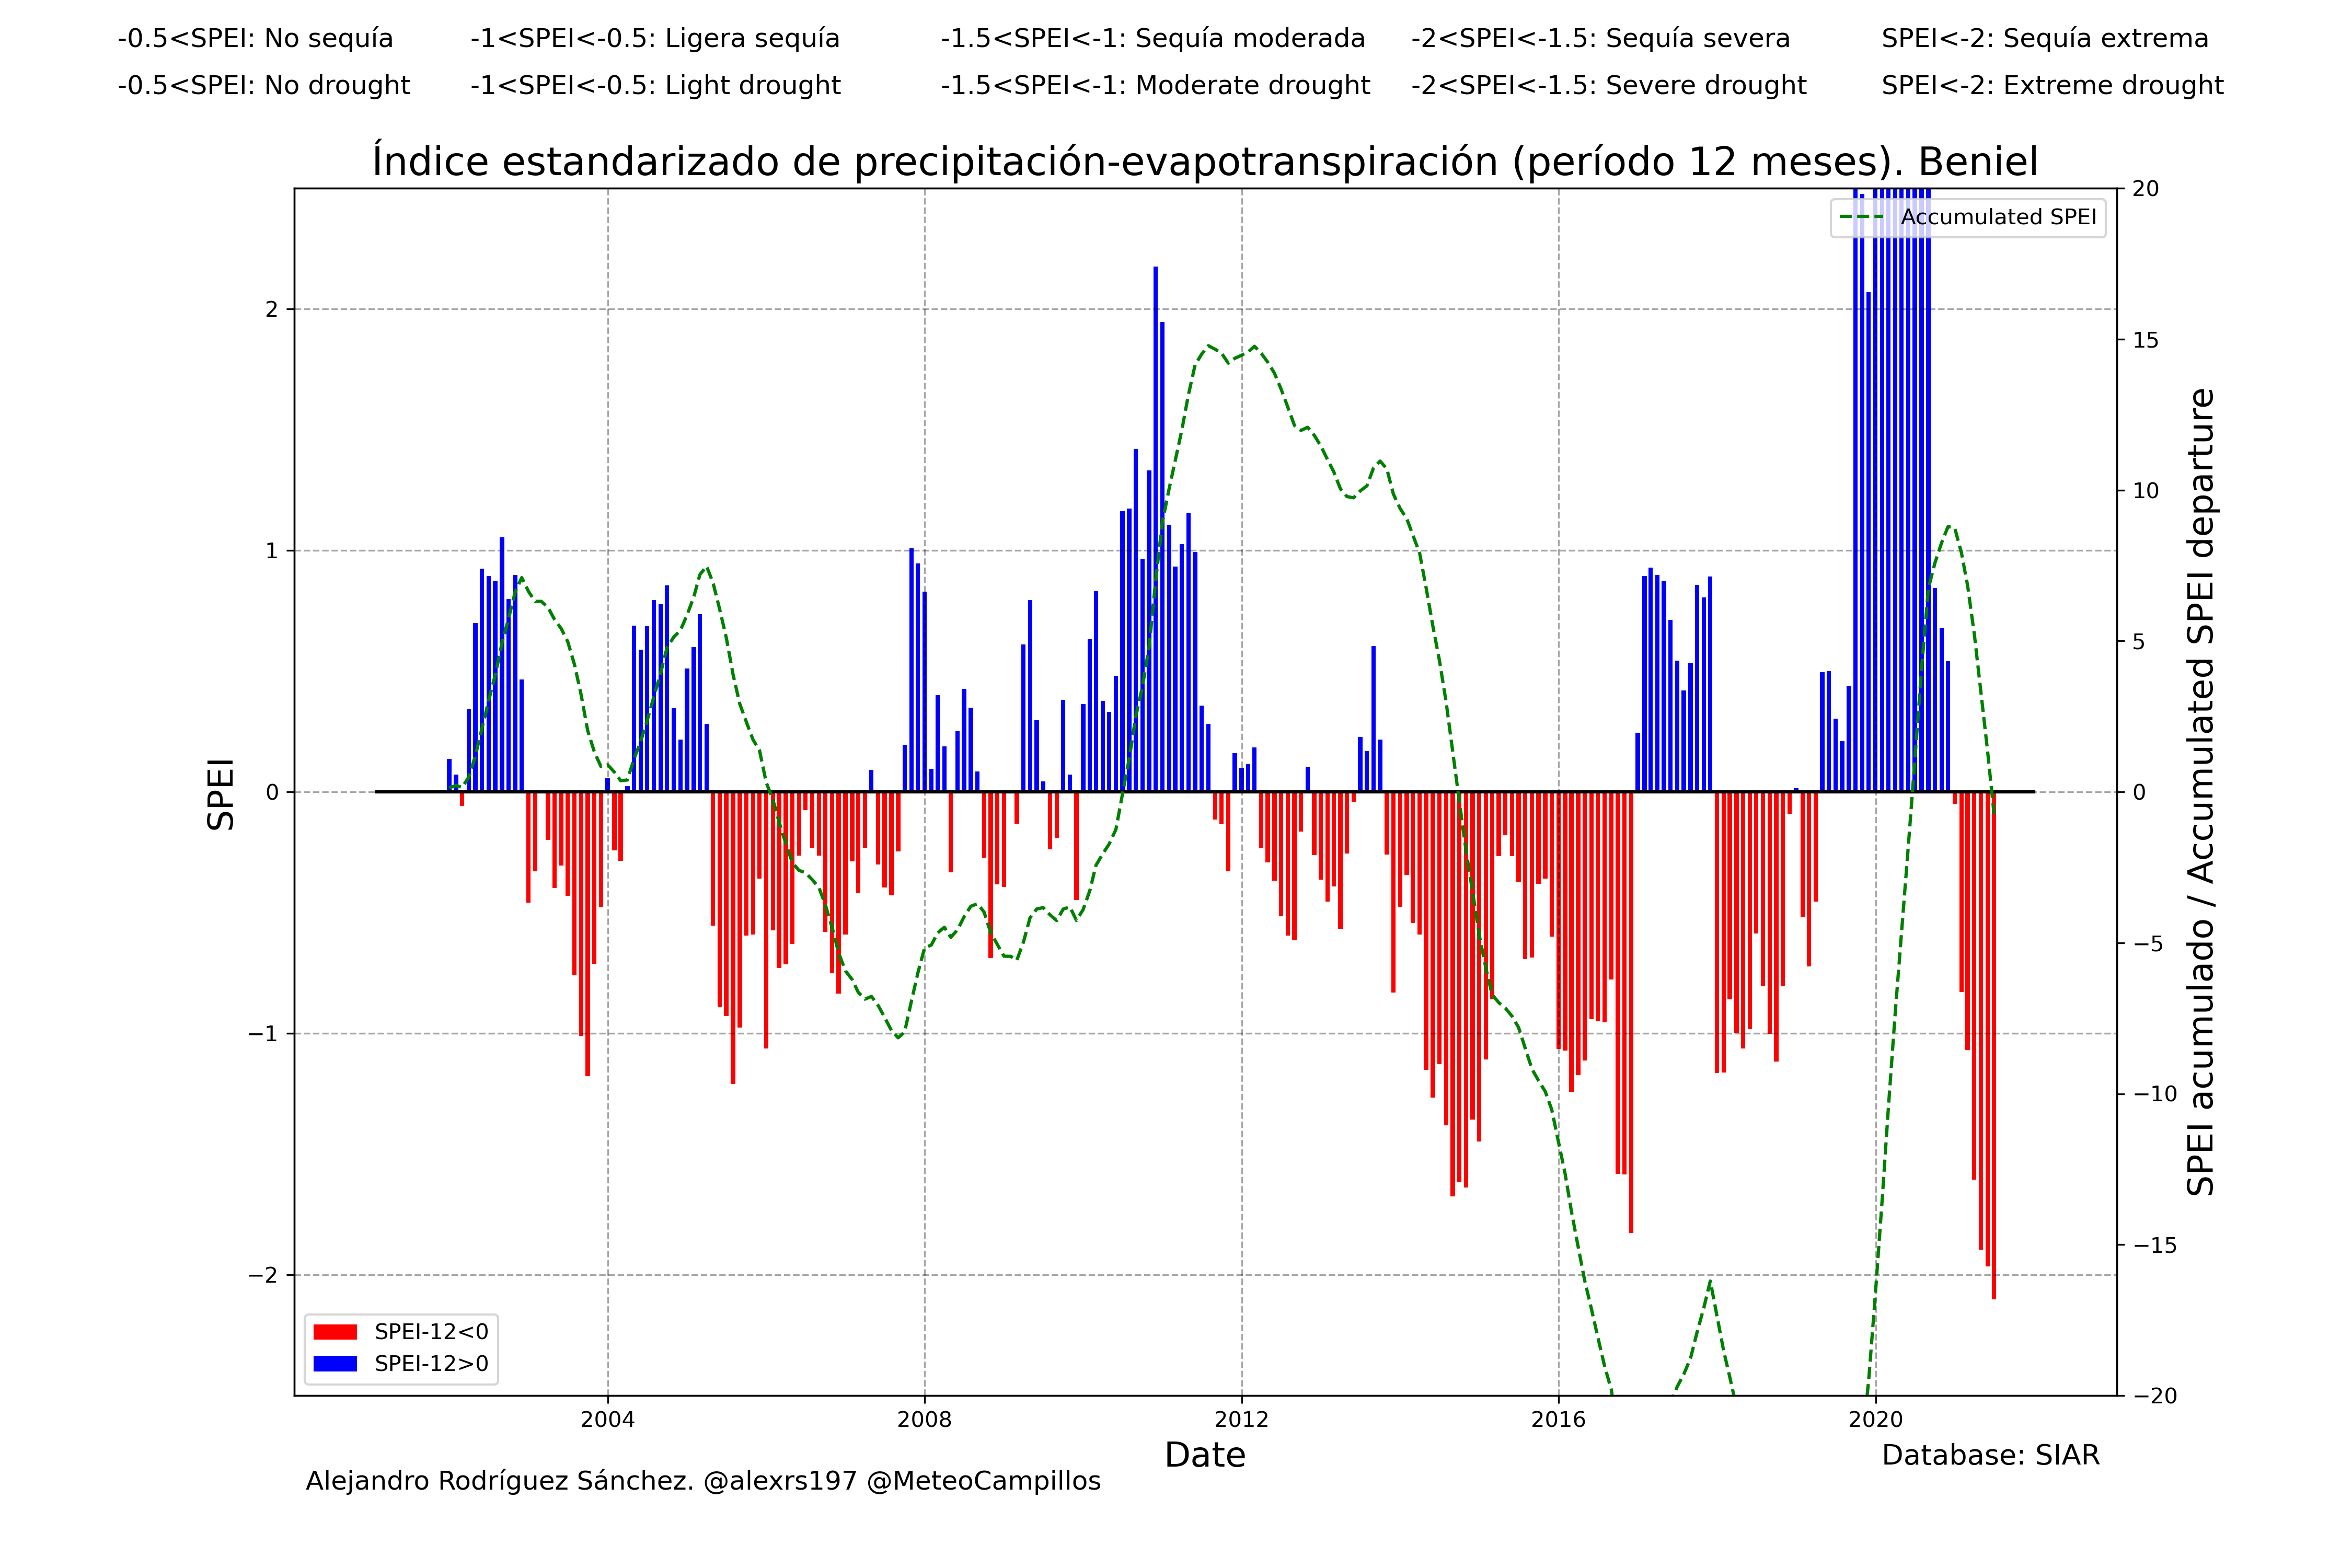 -0.5<SPEI: No sequía -1<SPEI<-0.5: Ligera sequía -1.5<SPEI<-1: Sequía moderada -2<SPEI<-1.5: Sequía severa SPEI<-2: Sequía extrema
-0.5<SPEI: No drought -1<SPEI<-0.5: Light drought -1.5<SPEI<-1: Moderate drought -2<SPEI<-1.5: Severe drought SPEI<-2: Extreme drought
Índice estandarizado de precipitación-evapotranspiración (período 12 meses). Beniel
Accumulated SPEI
SPEI
2
1
0
−1
−2
20
15
10
5
0
−5
−10
−15
−20
SPEI acumulado / Accumulated SPEI departure
SPEI-12<0
SPEI-12>0
2004 2008 2012 2016 2020
Date
Database: SIAR
Alejandro Rodríguez Sánchez. @alexrs197 @MeteoCampillos